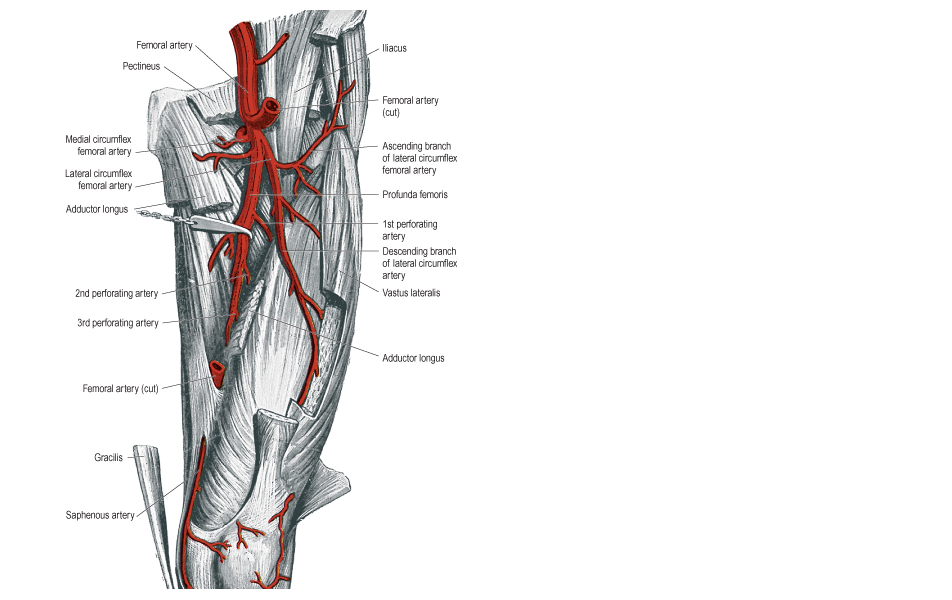 Femoral artery
Pectineus
Medial circumflex
femoral artery
Lateral circumflex
femoral artery
Adductor longus
2nd perforating artery
3rd perforating artery
Femoral artery (cut)
Gracilis
Saphenous artery
Iliacus
Femoral artery
(cut)
Ascending branch
of lateral circumflex
femoral artery
Profunda femoris
1st perforating
artery
Descending branch
of lateral circumflex
artery
Vastus lateralis
Adductor longus